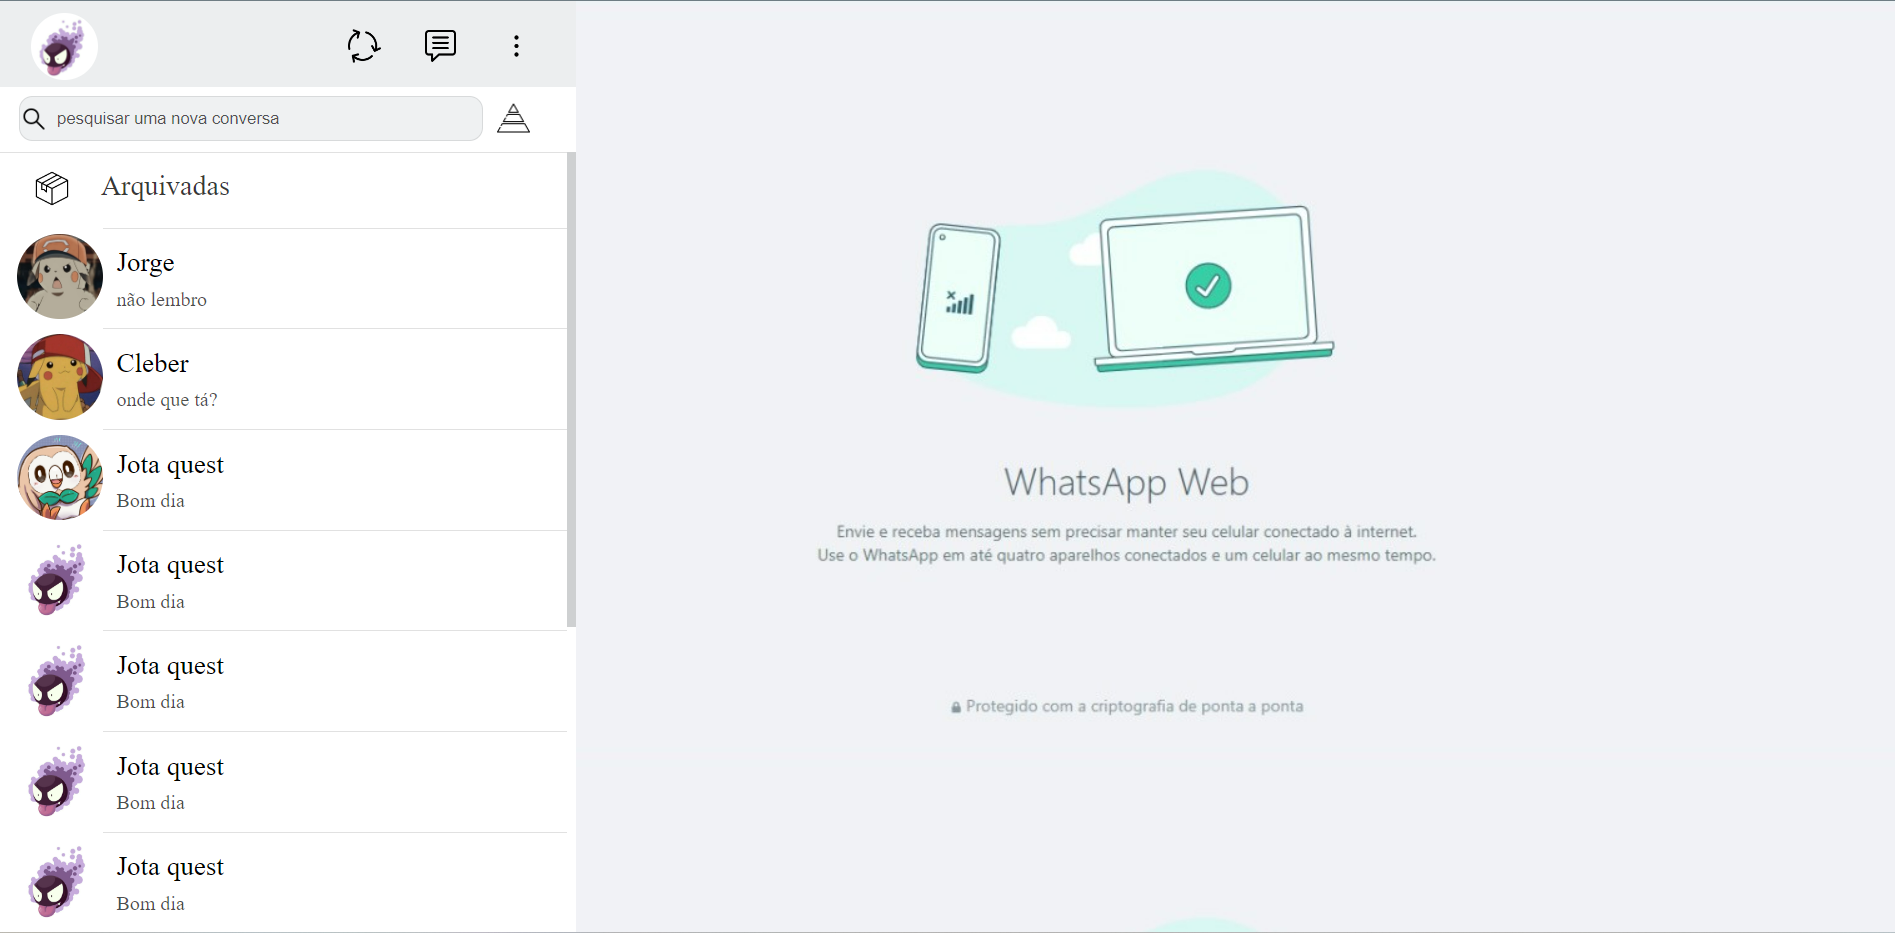 pesquisar uma nova conversa
Arquivadas
Jorge
não lembro
Cleber
onde que tá?
Jota quest
Bom dia
Jota quest
Bom dia
Jota quest
Bom dia
Jota quest
Bom dia
Jota quest
Bom dia
WhatsApp Web
Envie e receba mensagens sem precisar manter seu celular conectado à internet.
Use o WhatsApp em até quatro aparelhos conectados e um celular ao mesmo tempo.
Protegido com a criptografia de ponta a ponta